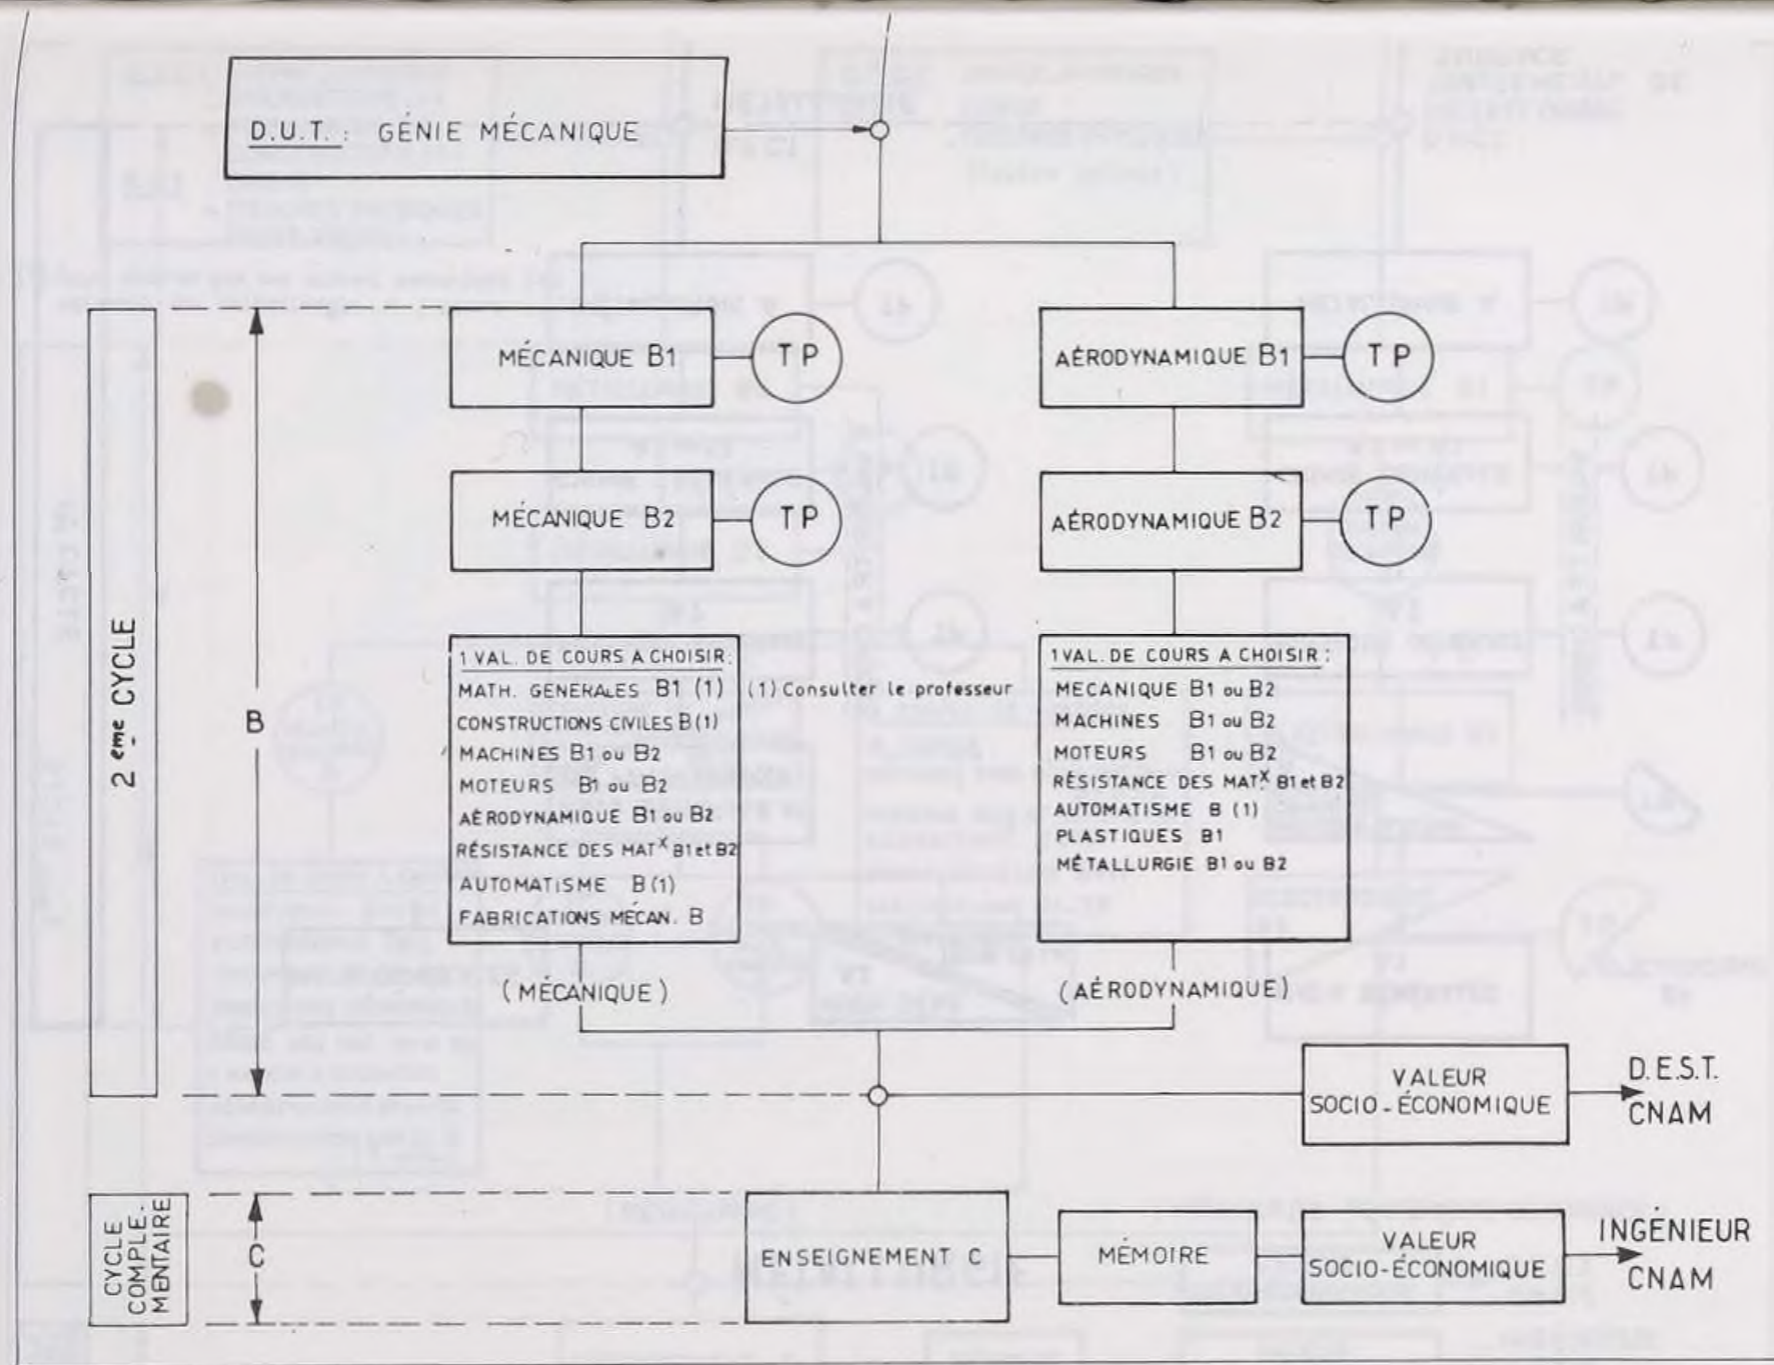 D.U.T. : GÉNIE MÉCANIQUE
2 eme CYCLE
B
MÉCANIQUE B1
TP
AÉRODYNAMIQUE B1
TP
MÉCANIQUE B2
TP
AÉRODYNAMIQUE B2
TP
1 VAL. DE COURS A CHOISIR:
MATH. GENERALES B1 (1)
(1) Consulter le professeur
CONSTRUCTIONS CIVILES B (1)
MACHINES B1 ou B2
MOTEURS B1 ou B2
AÉRODYNAMIQUE B1 ou B2
RÉSISTANCE DES MATX B1 et B2
AUTOMATISME B (1)
FABRICATIONS MÉCAN. B
(MÉCANIQUE)
1 VAL. DE COURS A CHOISIR :
MECANIQUE B1 ou B2
MACHINES B1 ou B2
MOTEURS B1 ou B2
RÉSISTANCE DES MATX B1 et B2
AUTOMATISME B (1)
PLASTIQUES B1
MÉTALLURGIE B1 ou B2
(AÉRODYNAMIQUE)
VALEUR
SOCIO-ÉCONOMIQUE
D.E.S.T.
CNAM
CYCLE
COMPLE-
MENTAIRE
C
ENSEIGNEMENT C
MÉMOIRE
VALEUR
SOCIO-ÉCONOMIQUE
INGÉNIEUR
CNAM